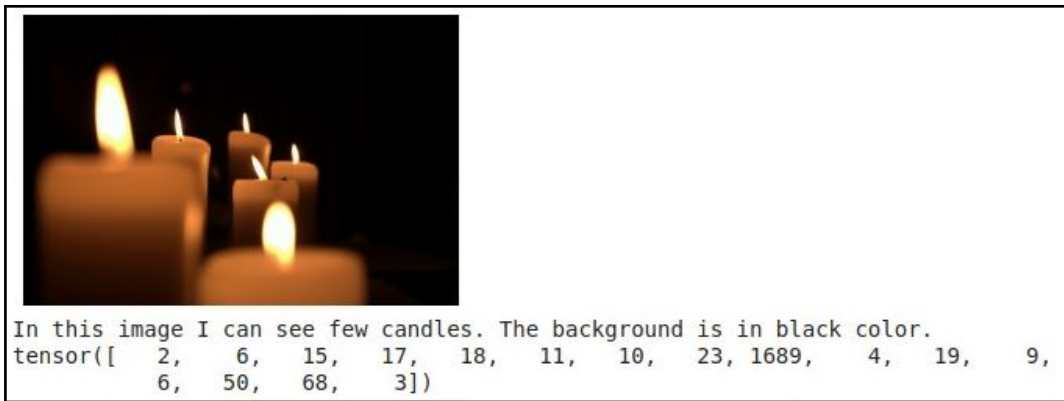 In this image I can see few candles. The background is in black color.
tensor([   2,    6,   15,   17,   18,   11,   10,   23, 1689,    4,   19,    9,
           6,   50,   68,    3])